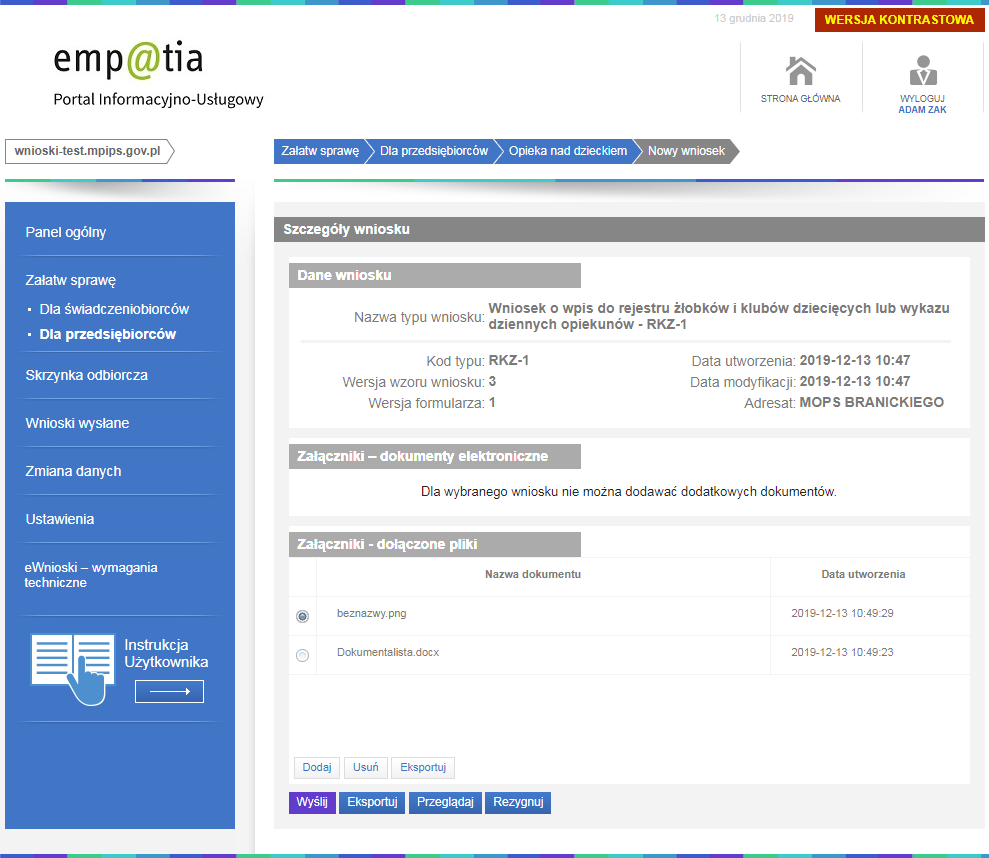 13 grudnia 2019
WERSJA KONTRASTOWA
emp@tia
Portal Informacyjno-Usługowy
STRONA GŁÓWNA
WYLOGUJ
ADAM ZAK
wnioski-test.mpips.gov.pl
Załatw sprawę
Dla przedsiębiorców
Opieka nad dzieckiem
Nowy wniosek
Panel ogólny
Załatw sprawę
Dla świadczeniobiorców
Dla przedsiębiorców
Skrzynka odbiorcza
Wnioski wysłane
Zmiana danych
Ustawienia
eWnioski – wymagania
techniczne
Instrukcja
Użytkownika
Szczegóły wniosku
Dane wniosku
Nazwa typu wniosku: Wniosek o wpis do rejestru żłobków i klubów dziecięcych lub wykazu
dziennych opiekunów - RKZ-1
Kod typu: RKZ-1 Data utworzenia: 2019-12-13 10:47
Wersja wzoru wniosku: 3 Data modyfikacji: 2019-12-13 10:47
Wersja formularza: 1 Adresat: MOPS BRANICKIEGO
Załączniki – dokumenty elektroniczne
Dla wybranego wniosku nie można dodawać dodatkowych dokumentów.
Załączniki - dołączone pliki
Nazwa dokumentu Data utworzenia
beznazwy.png 2019-12-13 10:49:29
Dokumentalista.docx 2019-12-13 10:49:23
Dodaj Usuń Eksportuj
Wyślij Eksportuj Przeglądaj Rezygnuj